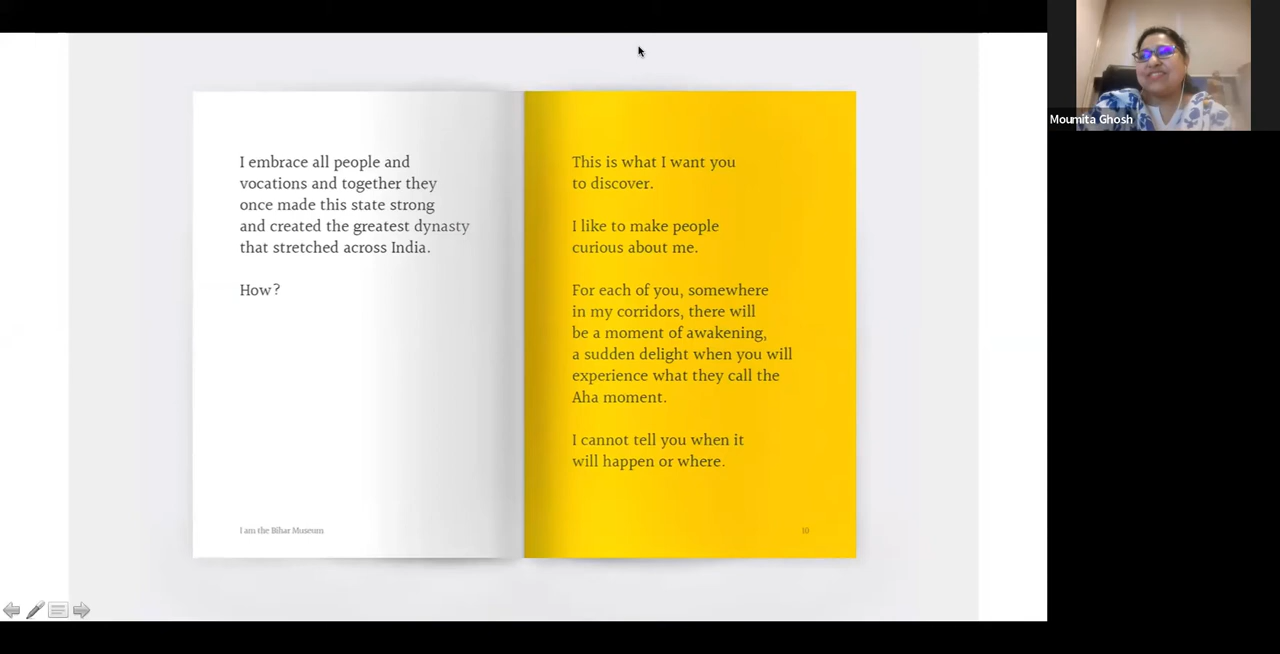 I embrace all people and
vocations and together they
once made this state strong
and created the greatest dynasty
that stretched across India.
How?
I am the Bihar Museum
This is what I want you
to discover.
I like to make people
curious about me.
For each of you, somewhere
in my corridors, there will
be a moment of awakening,
a sudden delight when you will
experience what they call the
Aha moment.
I cannot tell you when it
will happen or where.
10
Moumita Ghosh